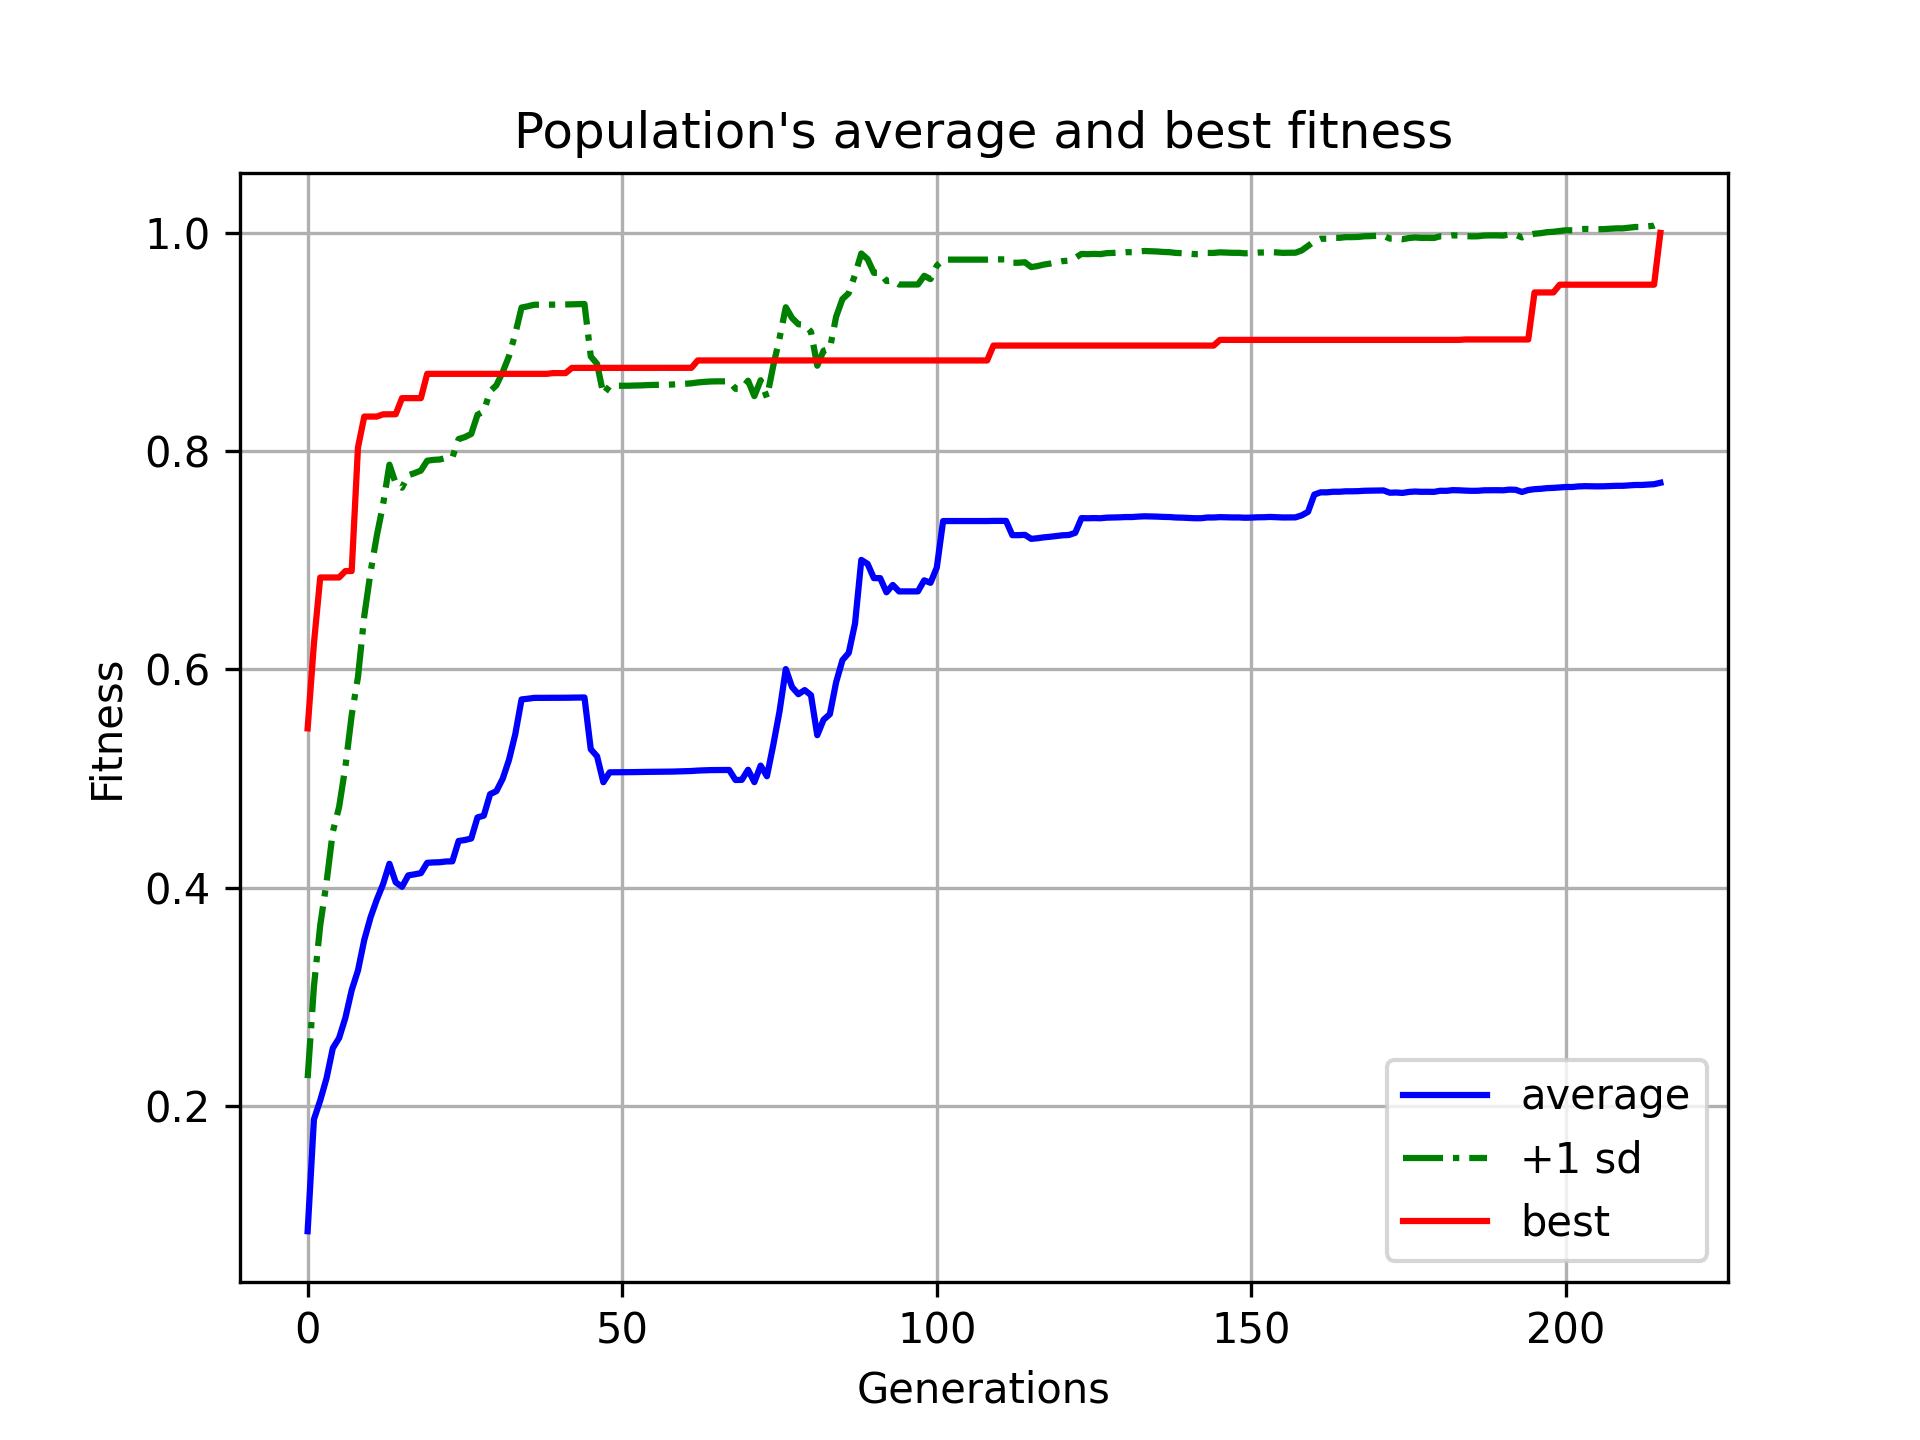 Population's average and best fitness
1.0
0.8
0.6
0.4
0.2
Fitness
0 50 100 150 200
Generations
average
+1 sd
best